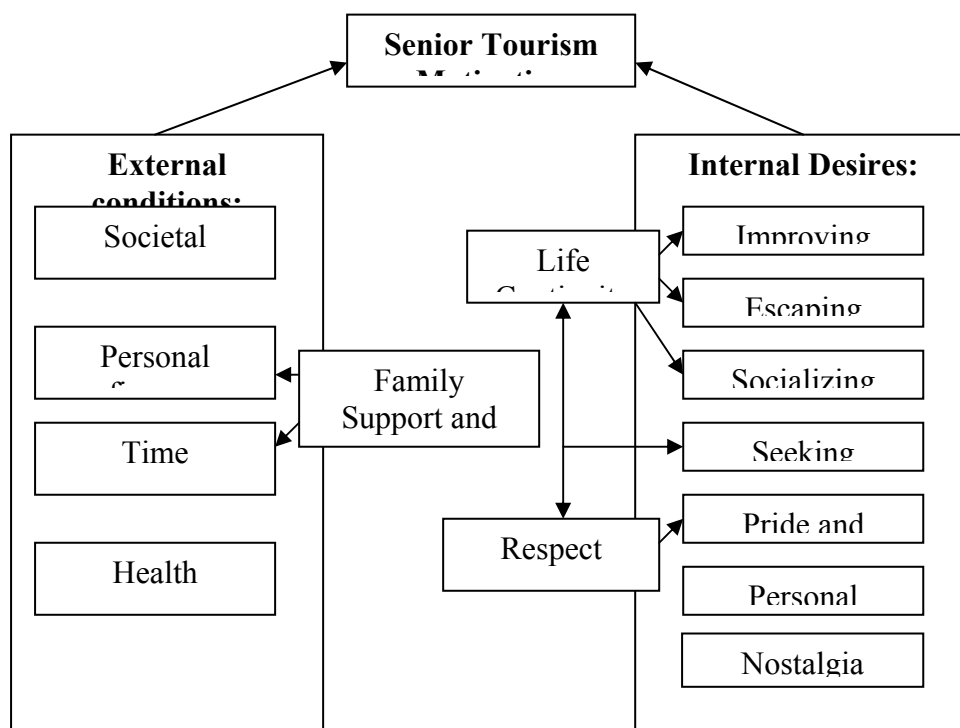 Senior Tourism
External
conditions:
Societal
Personal
Time
Health
Family
Support and
Life
Respect
Internal Desires:
Improving
Escaping
Socializing
Seeking
Pride and
Personal
Nostalgia